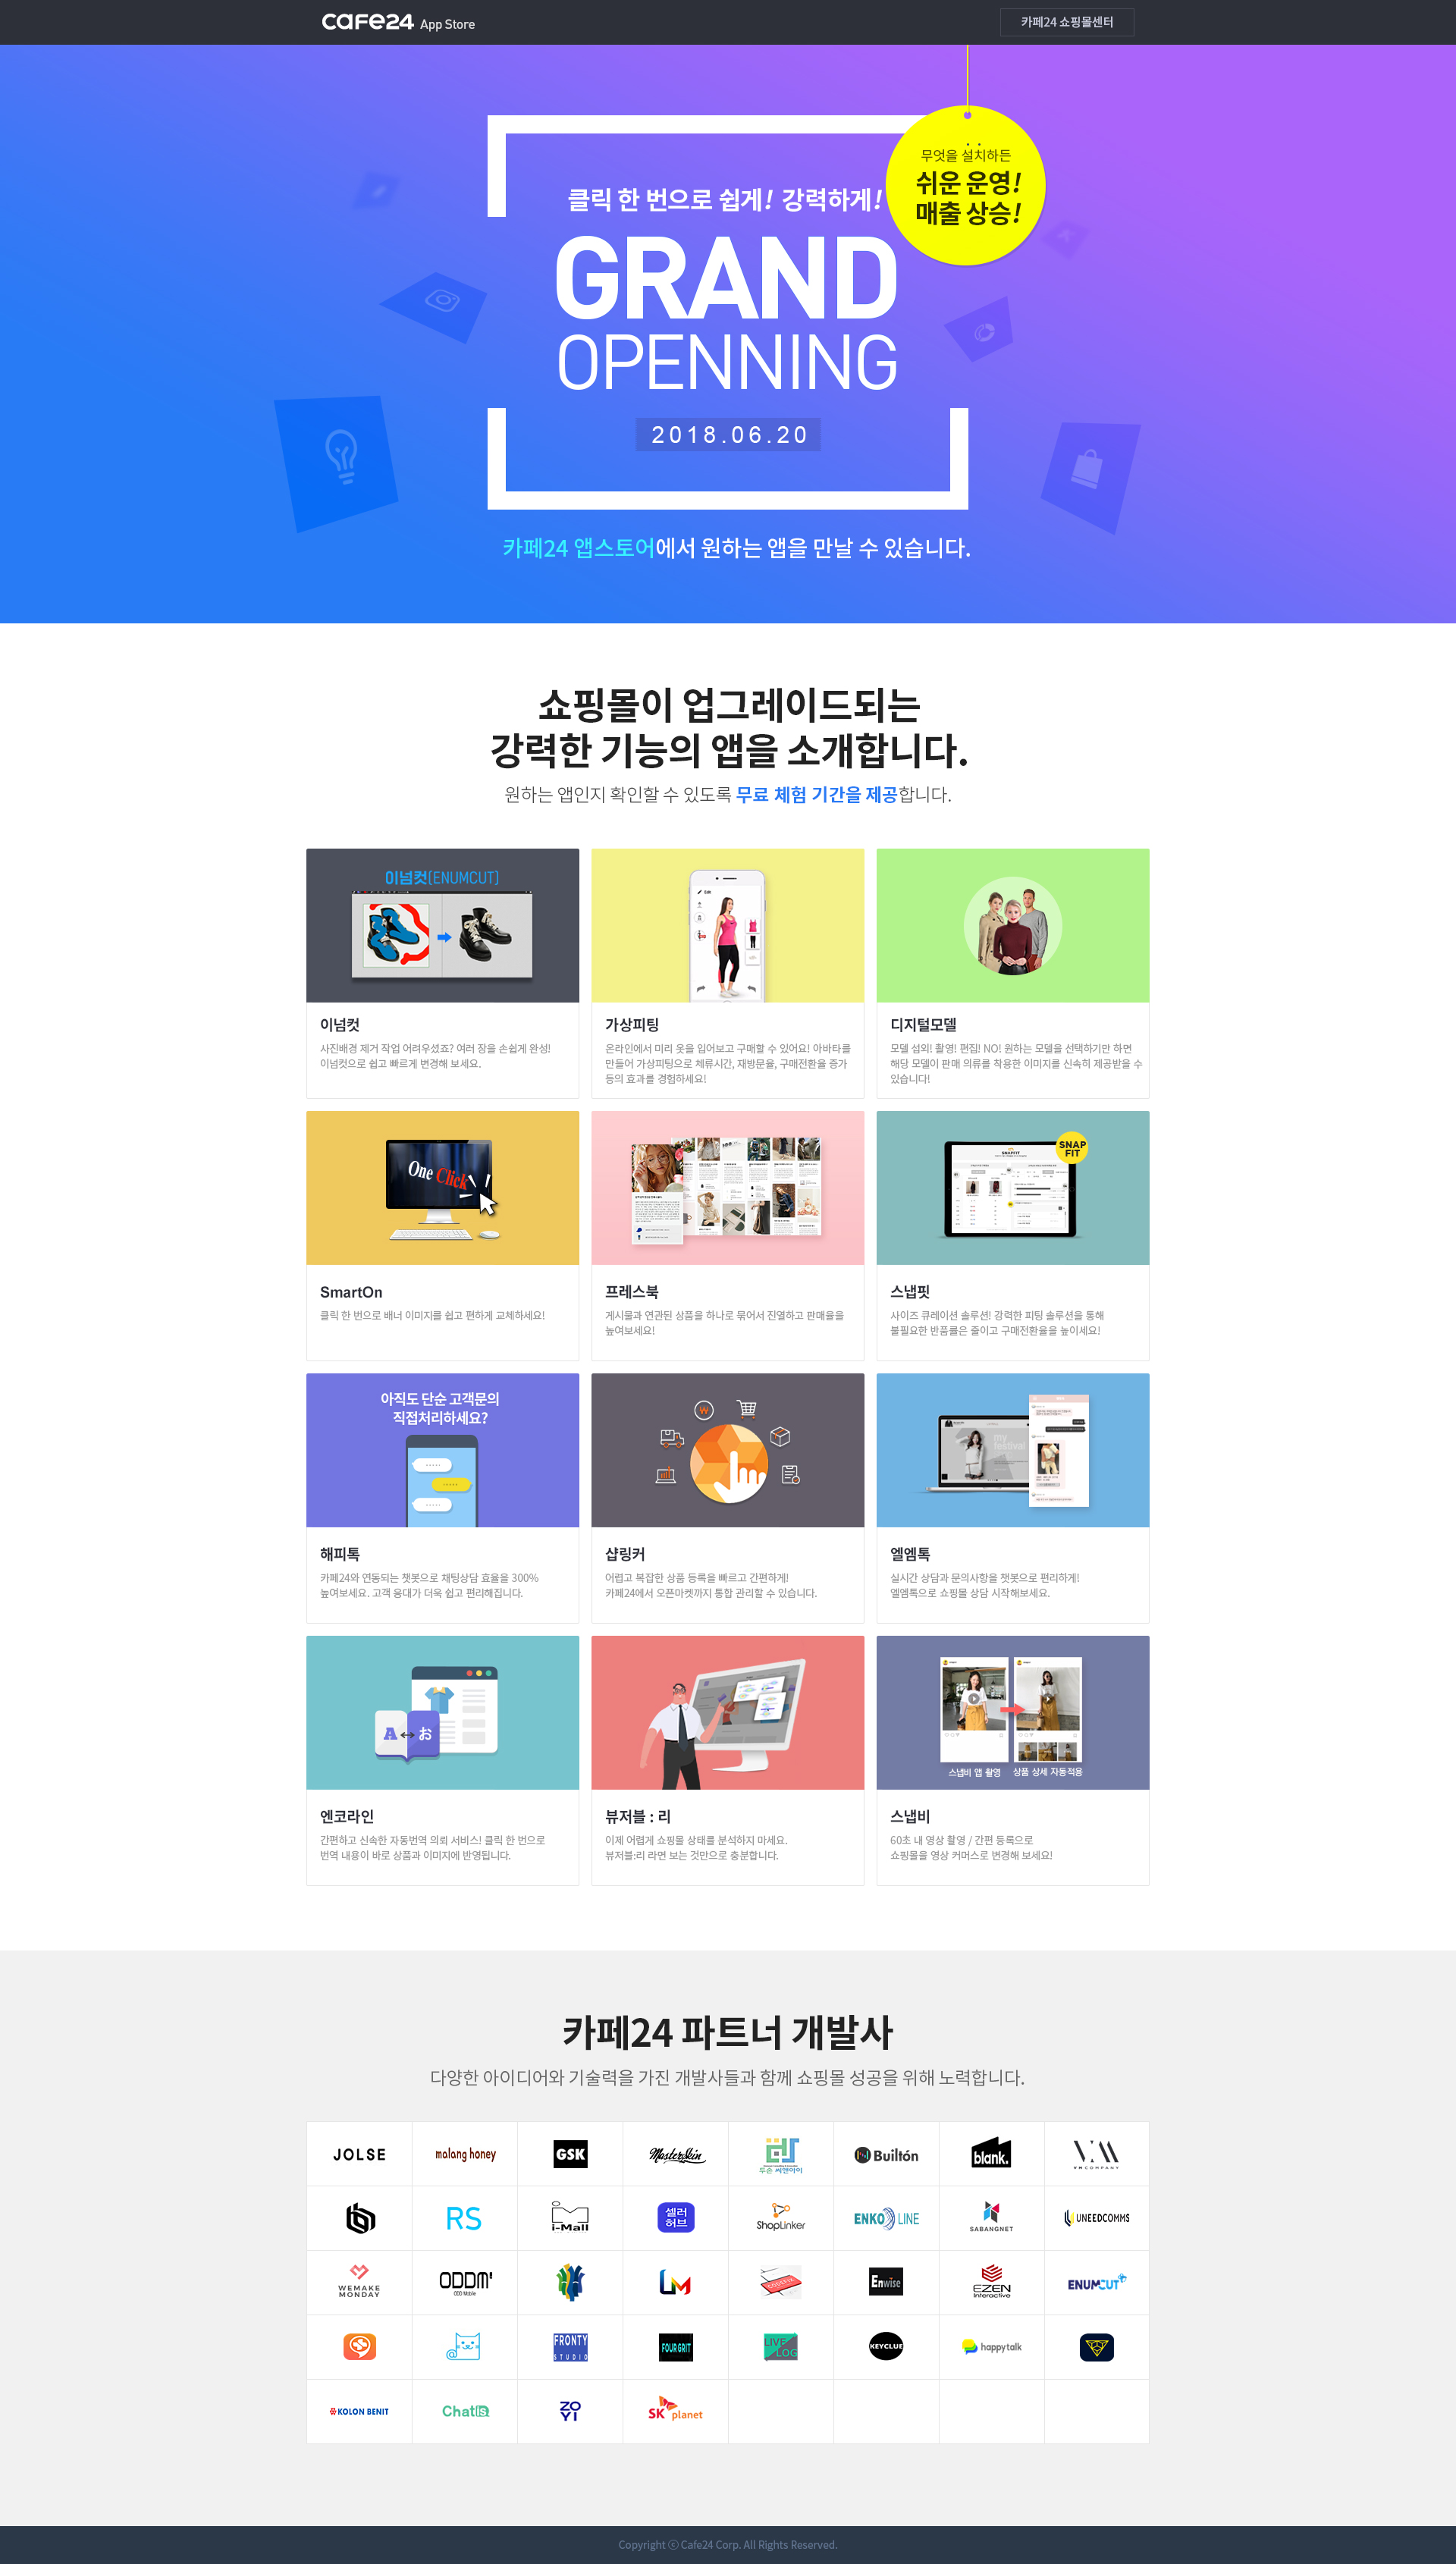 cafe24 App Store
카페24 쇼핑몰센터
무엇을 설치하든
쉬운 운영!
매출 상승!
클릭 한 번으로 쉽게! 강력하게!
GRAND
OPENNING
2018.06.20
카페24 앱스토어에서 원하는 앱을 만날 수 있습니다.
쇼핑몰이 업그레이드되는
강력한 기능의 앱을 소개합니다.
원하는 앱인지 확인할 수 있도록 무료 체험 기간을 제공합니다.
이넘컷[ENUMCUT]
이넘컷
사진배경 제거 작업 어려우셨죠? 여러 장을 손쉽게 완성!
이넘컷으로 쉽고 빠르게 변경해 보세요.
가상피팅
온라인에서 미리 옷을 입어보고 구매할 수 있어요! 아바타를
만들어 가상피팅으로 체류시간, 재방문율, 구매전환율 증가
등의 효과를 경험하세요!
디지털모델
모델 섭외! 촬영! 편집! NO! 원하는 모델을 선택하기만 하면
해당 모델이 판매 의류를 착용한 이미지를 신속히 제공받을 수
있습니다!
One Click
SmartOn
클릭 한 번으로 배너 이미지를 쉽고 편하게 교체하세요!
프레스북
게시물과 연관된 상품을 하나로 묶어서 진열하고 판매율을
높여보세요!
SNAP
FIT
SNAPFIT
스냅핏
사이즈 큐레이션 솔루션! 강력한 피팅 솔루션을 통해
불필요한 반품률은 줄이고 구매전환율을 높이세요!
아직도 단순 고객문의
직접처리하세요?
해피톡
카페24와 연동되는 챗봇으로 채팅상담 효율을 300%
높여보세요. 고객 응대가 더욱 쉽고 편리해집니다.
샵링커
어렵고 복잡한 상품 등록을 빠르고 간편하게!
카페24에서 오픈마켓까지 통합 관리할 수 있습니다.
my
festival
엘엠톡
실시간 상담과 문의사항을 챗봇으로 편리하게!
엘엠톡으로 쇼핑몰 상담 시작해보세요.
A お
엔코라인
간편하고 신속한 자동번역 의뢰 서비스! 클릭 한 번으로
번역 내용이 바로 상품과 이미지에 반영됩니다.
뷰저블 : 리
이제 어렵게 쇼핑몰 상태를 분석하지 마세요.
뷰저블:리 라면 보는 것만으로 충분합니다.
스냅비 앱 촬영 상품 상세 자동적용
스냅비
60초 내 영상 촬영 / 간편 등록으로
쇼핑몰을 영상 커머스로 변경해 보세요!
카페24 파트너 개발사
다양한 아이디어와 기술력을 가진 개발사들과 함께 쇼핑몰 성공을 위해 노력합니다.
JOLSE malang honey GSK Masterskin 두손 씨앤아이 Builtón blank. VM COMPANY
RS i-Mall 셀러허브 ShopLinker ENKO LINE SABANGNET UNEEDCOMMS
WEMAKE MONDAY ODDM ODD Mobile LM Enwise EZEN Interactive ENUMCUT
FRONTY STUDIO FOUR GRIT LIVE LOG KEYCLUE happytalk
KOLON BENIT Chatis ZOYI SK planet
Copyright ⓒ Cafe24 Corp. All Rights Reserved.